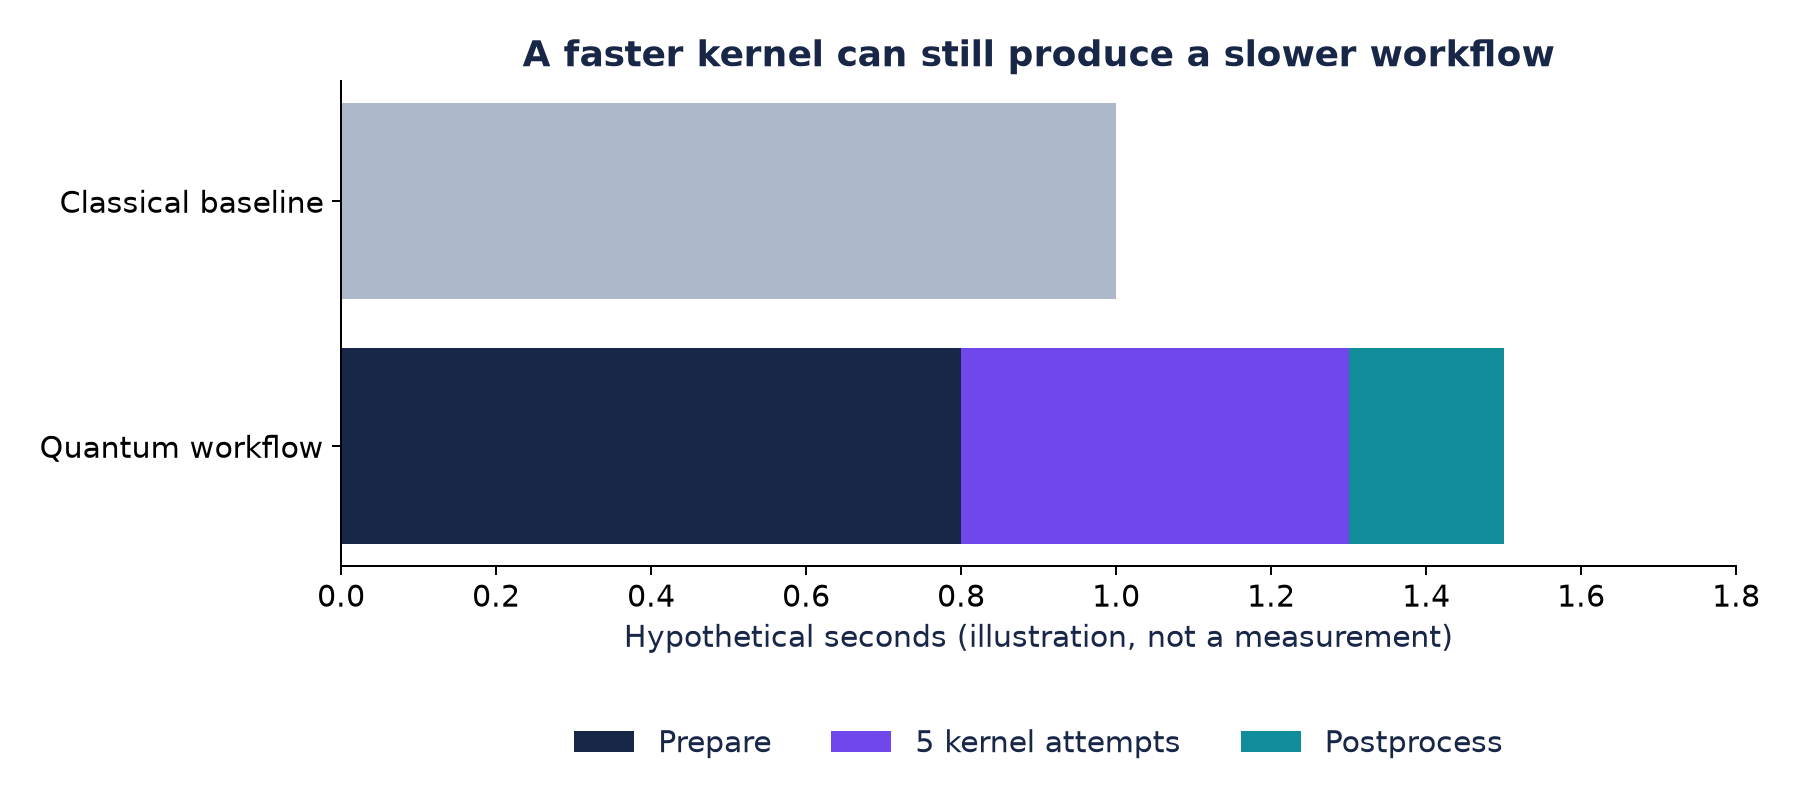 A faster kernel can still produce a slower workflow
Classical baseline
Quantum workflow
0.0 0.2 0.4 0.6 0.8 1.0 1.2 1.4 1.6 1.8
Hypothetical seconds (illustration, not a measurement)
Prepare 5 kernel attempts Postprocess